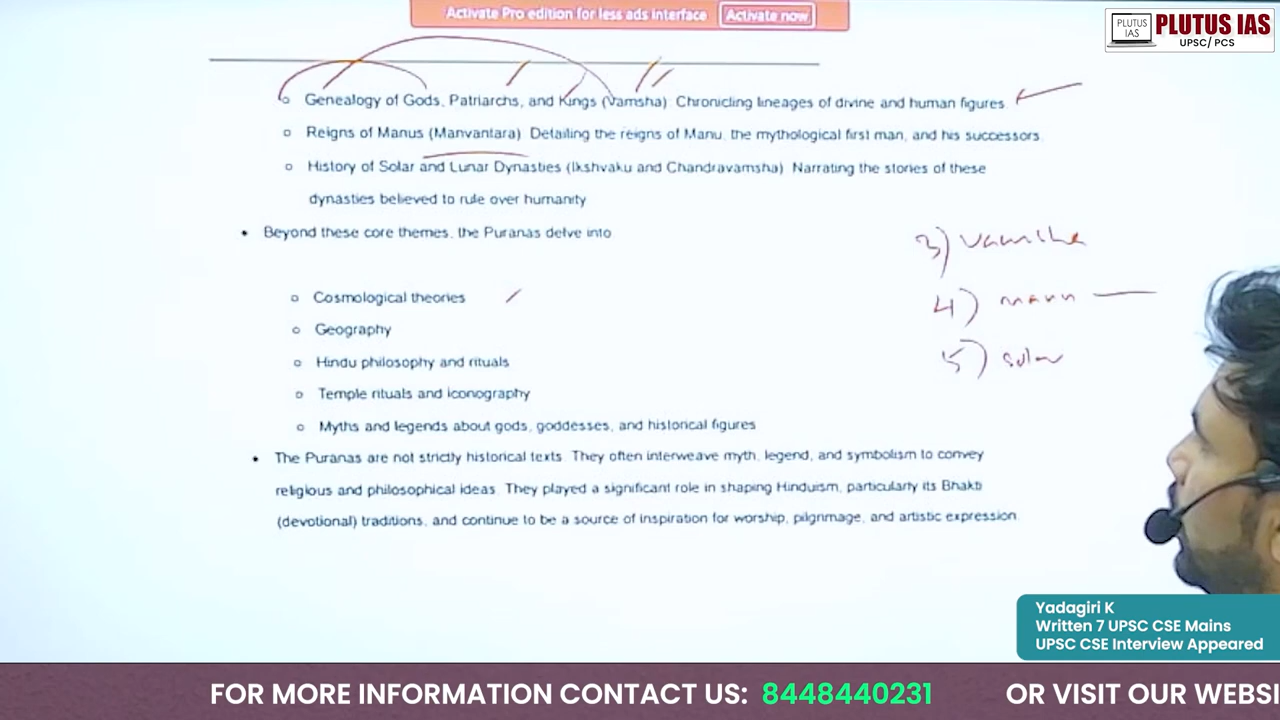 Activate Pro edition for less ads interface Activate now
PLUTUS IAS
PLUTUS IAS
UPSC/ PCS
Genealogy of Gods, Patriarchs, and Kings (Vamsha) Chronicling lineages of divine and human figures
Reigns of Manus (Manvantara) Detailing the reigns of Manu, the mythological first man, and his successors
History of Solar and Lunar Dynasties (Ikshvaku and Chandravamsha) Narrating the stories of these
dynasties believed to rule over humanity
Beyond these core themes, the Puranas delve into
3) Vamsha
Cosmological theories
4) manu
Geography
5) solar
Hindu philosophy and rituals
Temple rituals and iconography
Myths and legends about gods, goddesses, and historical figures
The Puranas are not strictly historical texts. They often interweave myth, legend, and symbolism to convey
religious and philosophical ideas. They played a significant role in shaping Hinduism, particularly its Bhakti
(devotional) traditions, and continue to be a source of inspiration for worship, pilgrimage, and artistic expression
Yadagiri K
Written 7 UPSC CSE Mains
UPSC CSE Interview Appeared
FOR MORE INFORMATION CONTACT US: 8448440231 OR VISIT OUR WEBSI